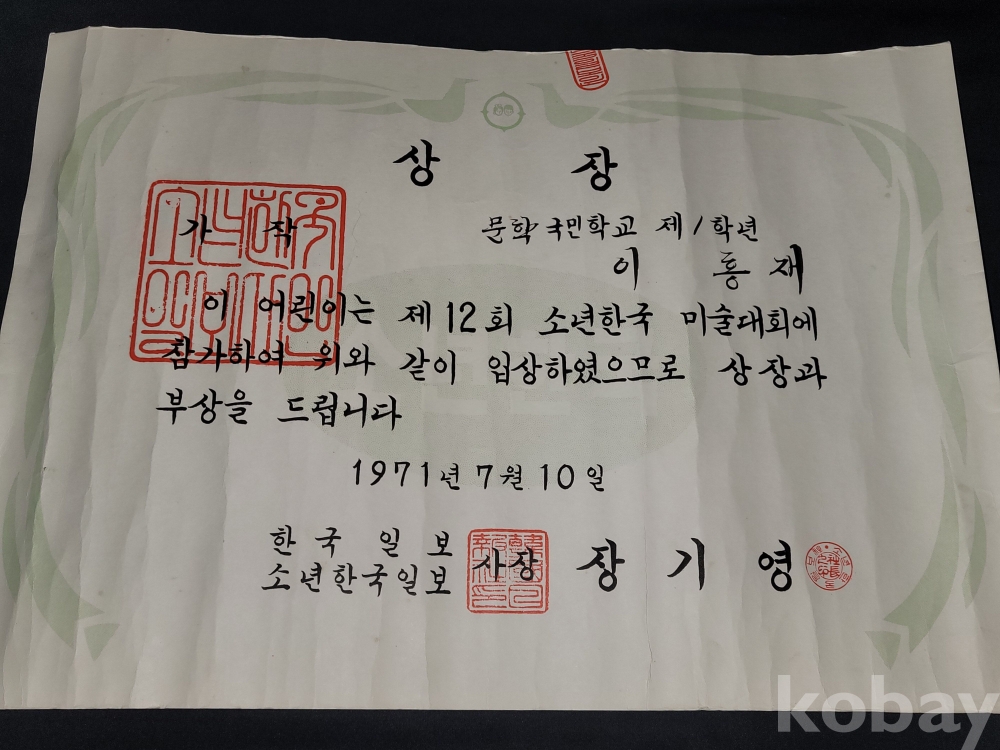 상 장
가 작
문학국민학교 제1학년
이 통 재
이 어린이는 제12회 소년한국 미술대회에
참가하여 위와 같이 입상하였으므로 상장과
부상을 드립니다
1971년 7월 10일
한국일보
소년한국일보
사장 장기영
kobay